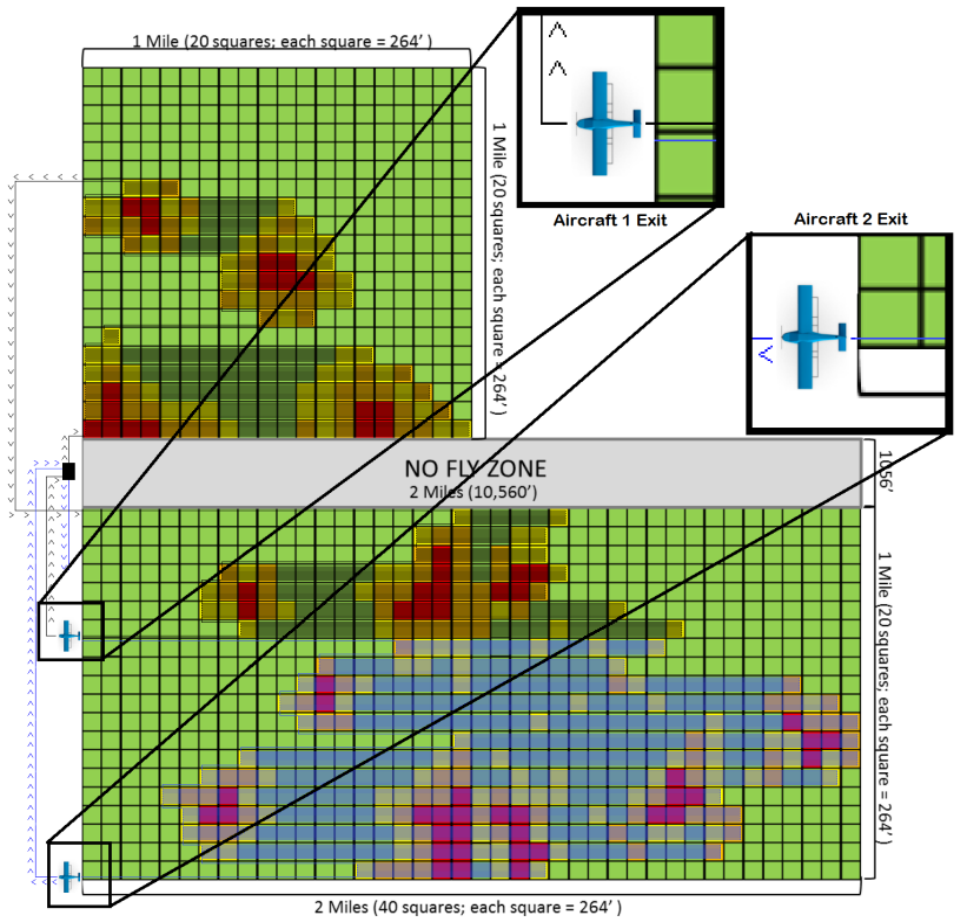 1 Mile (20 squares; each square = 264' )
Aircraft 1 Exit
Aircraft 2 Exit
1 Mile (20 squares; each square = 264')
NO FLY ZONE
2 Miles (10,560')
1056'
1 Mile (20 squares; each square = 264')
2 Miles (40 squares; each square = 264' )